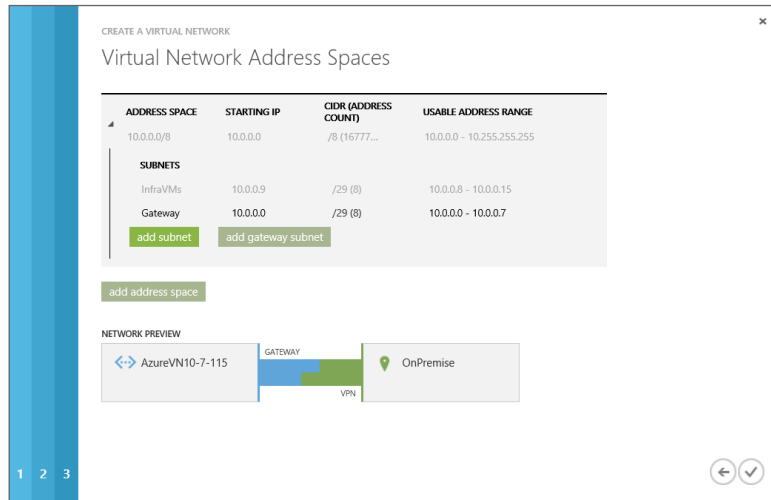 CREATE A VIRTUAL NETWORK
Virtual Network Address Spaces
ADDRESS SPACE STARTING IP CIDR (ADDRESS COUNT) USABLE ADDRESS RANGE
10.0.0.0/8 10.0.0.0 /8 (16777... 10.0.0.0 - 10.255.255.255
SUBNETS
InfraVMs 10.0.0.9 /29 (8) 10.0.0.8 - 10.0.0.15
Gateway 10.0.0.0 /29 (8) 10.0.0.0 - 10.0.0.7
add subnet add gateway subnet
add address space
NETWORK PREVIEW
GATEWAY
AzureVN10-7-115 OnPremise
VPN
1 2 3